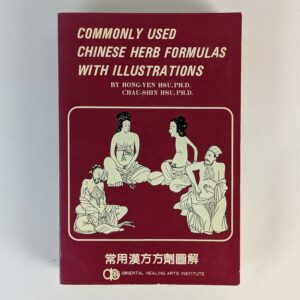 COMMONLY USED
CHINESE HERB FORMULAS
WITH ILLUSTRATIONS
BY HONG-YEN HSU, PH.D.
CHAU-SHIN HSU, PH.D.
常用漢方方劑圖解
ORIENTAL HEALING ARTS INSTITUTE